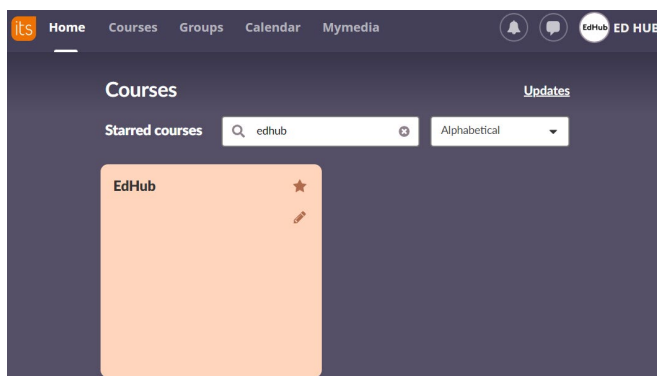 its Home Courses Groups Calendar Mymedia EdHub ED HUB
Courses Updates
Starred courses edhub Alphabetical
EdHub